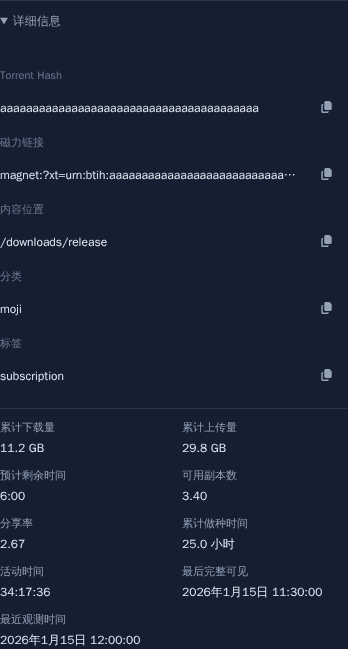 ▼ 详细信息
Torrent Hash
aaaaaaaaaaaaaaaaaaaaaaaaaaaaaaaaaaaaaaaa
磁力链接
magnet:?xt=urn:btih:aaaaaaaaaaaaaaaaaaaaaaaaaaa…
内容位置
/downloads/release
分类
moji
标签
subscription
累计下载量 累计上传量
11.2 GB 29.8 GB
预计剩余时间 可用副本数
6:00 3.40
分享率 累计做种时间
2.67 25.0 小时
活动时间 最后完整可见
34:17:36 2026年1月15日 11:30:00
最近观测时间
2026年1月15日 12:00:00